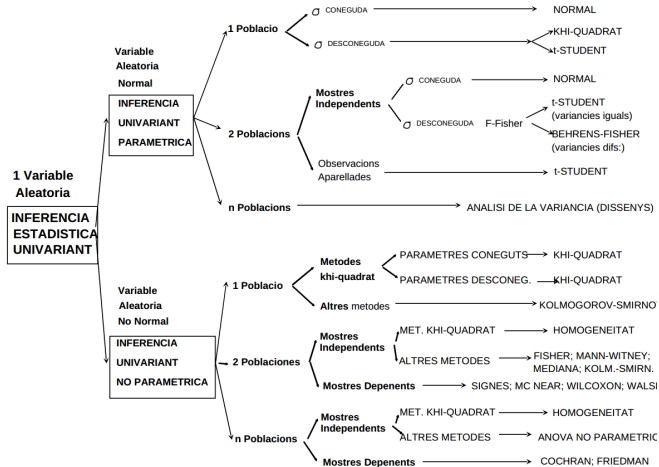 1 Variable
Aleatoria
INFERENCIA
ESTADISTICA
UNIVARIANT
Variable
Aleatoria
Normal
INFERENCIA
UNIVARIANT
PARAMETRICA
1 Poblacio
σ CONEGUDA
NORMAL
σ DESCONEGUDA
KHI-QUADRAT
t-STUDENT
2 Poblacions
Mostres
Independents
σ CONEGUDA
NORMAL
σ DESCONEGUDA F-Fisher
t-STUDENT
(variancies iguals)
BEHRENS-FISHER
(variancies difs:)
Observacions
Aparellades
t-STUDENT
n Poblacions
ANALISI DE LA VARIANCIA (DISSENYS)
Variable
Aleatoria
No Normal
INFERENCIA
UNIVARIANT
NO PARAMETRICA
1 Poblacio
Metodes
khi-quadrat
PARAMETRES CONEGUTS
KHI-QUADRAT
PARAMETRES DESCONEG.
KHI-QUADRAT
Altres metodes
KOLMOGOROV-SMIRNO
2 Poblaciones
Mostres
Independents
MET. KHI-QUADRAT
HOMOGENEITAT
ALTRES METODES
FISHER; MANN-WITNEY;
MEDIANA; KOLM.-SMIRN.
Mostres Depenents
SIGNES; MC NEAR; WILCOXON; WALS
n Poblacions
Mostres
Independents
MET. KHI-QUADRAT
HOMOGENEITAT
ALTRES METODES
ANOVA NO PARAMETRIC
Mostres Depenents
COCHRAN; FRIEDMAN